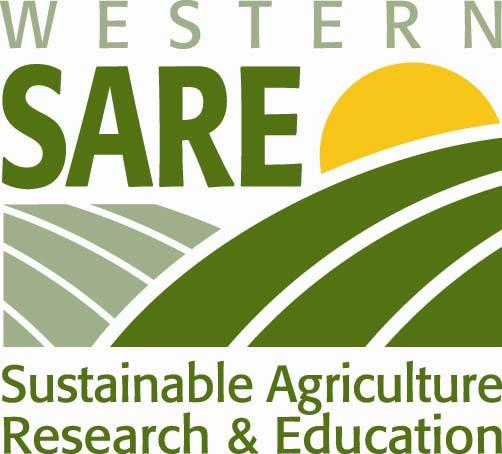 WESTERN
SARE
Sustainable Agriculture
Research & Education